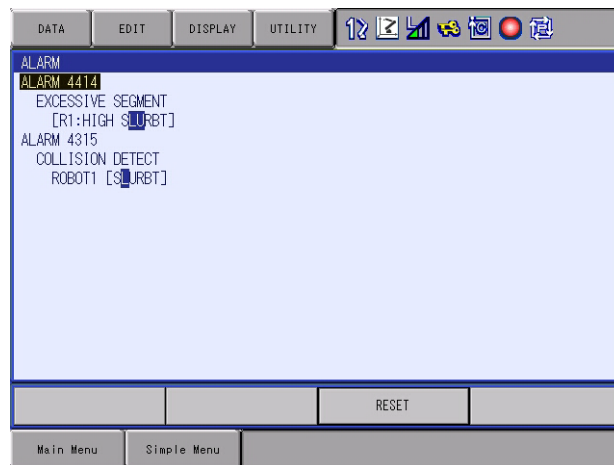 DATA
EDIT
DISPLAY
UTILITY
ALARM
ALARM 4414
EXCESSIVE SEGMENT
[R1:HIGH SLURBT]
ALARM 4315
COLLISION DETECT
ROBOT1 [SLURBT]
RESET
Main Menu
Simple Menu